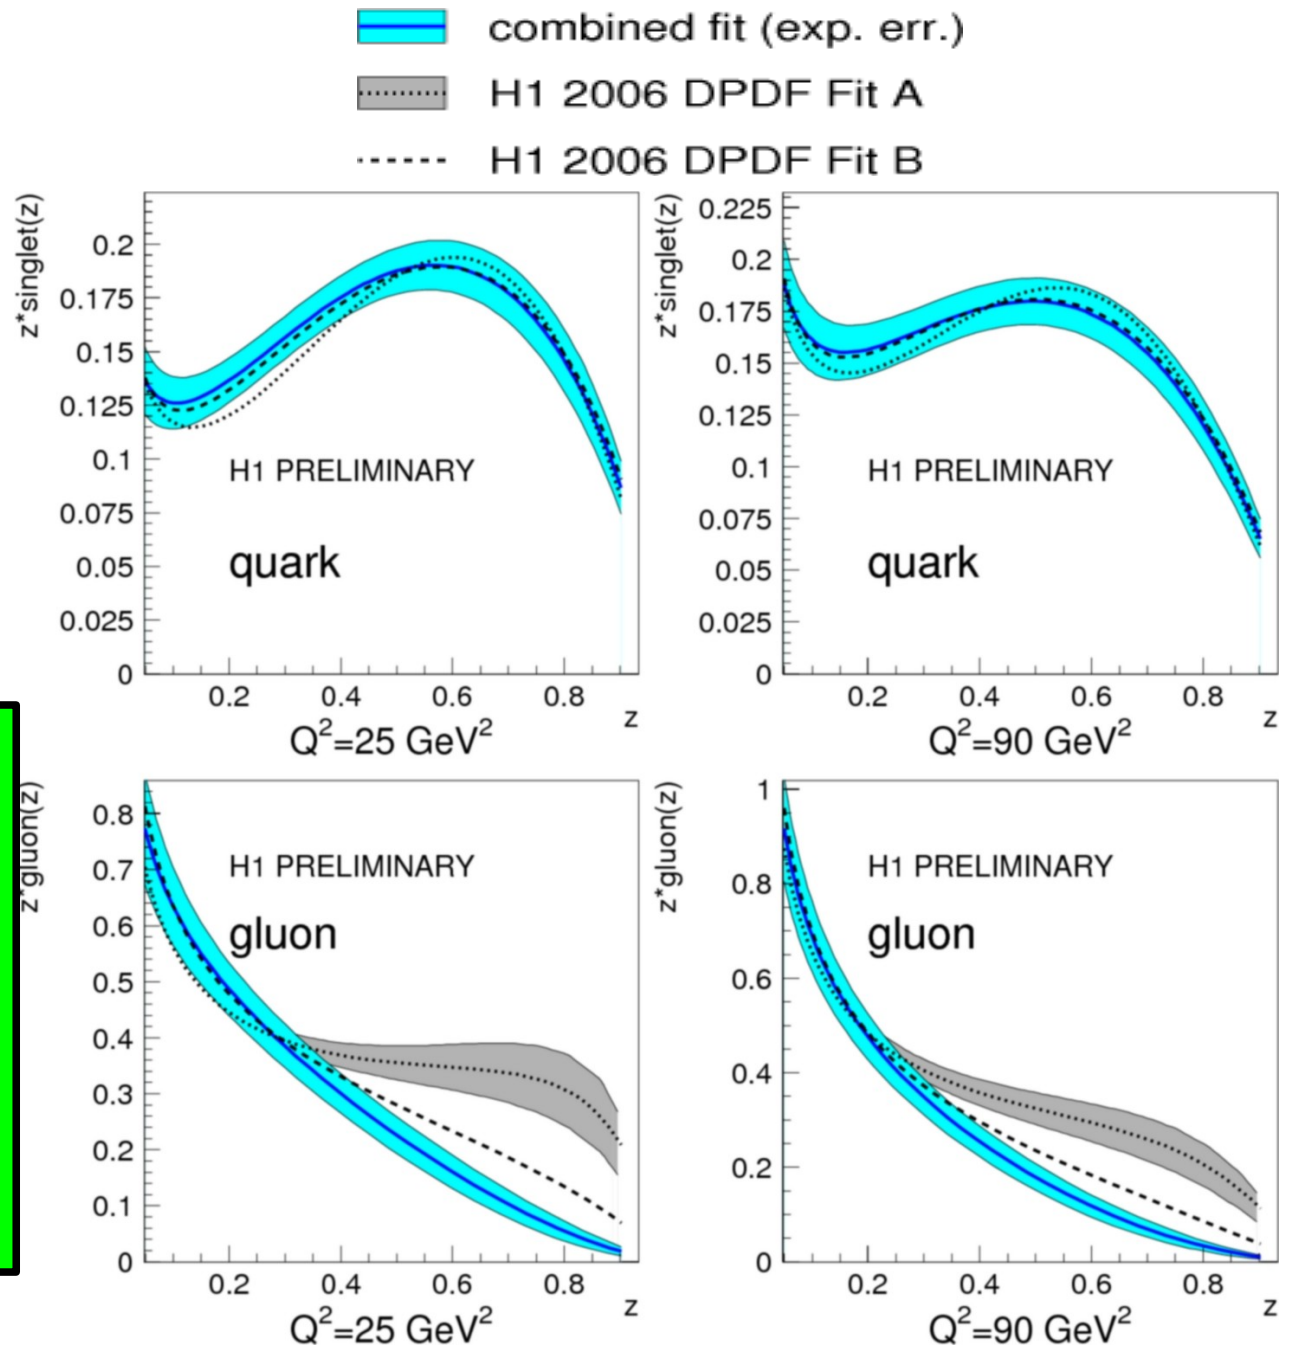 combined fit (exp. err.)
H1 2006 DPDF Fit A
H1 2006 DPDF Fit B
z*singlet(z)
0.2
0.175
0.15
0.125
0.1
0.075
0.05
0.025
0
H1 PRELIMINARY
quark
0.2 0.4 0.6 0.8
z
Q²=25 GeV²
z*singlet(z)
0.225
0.2
0.175
0.15
0.125
0.1
0.075
0.05
0.025
0
H1 PRELIMINARY
quark
0.2 0.4 0.6 0.8
z
Q²=90 GeV²
z*gluon(z)
0.8
0.7
0.6
0.5
0.4
0.3
0.2
0.1
0
H1 PRELIMINARY
gluon
0.2 0.4 0.6 0.8
z
Q²=25 GeV²
z*gluon(z)
1
0.8
0.6
0.4
0.2
0
H1 PRELIMINARY
gluon
0.2 0.4 0.6 0.8
z
Q²=90 GeV²